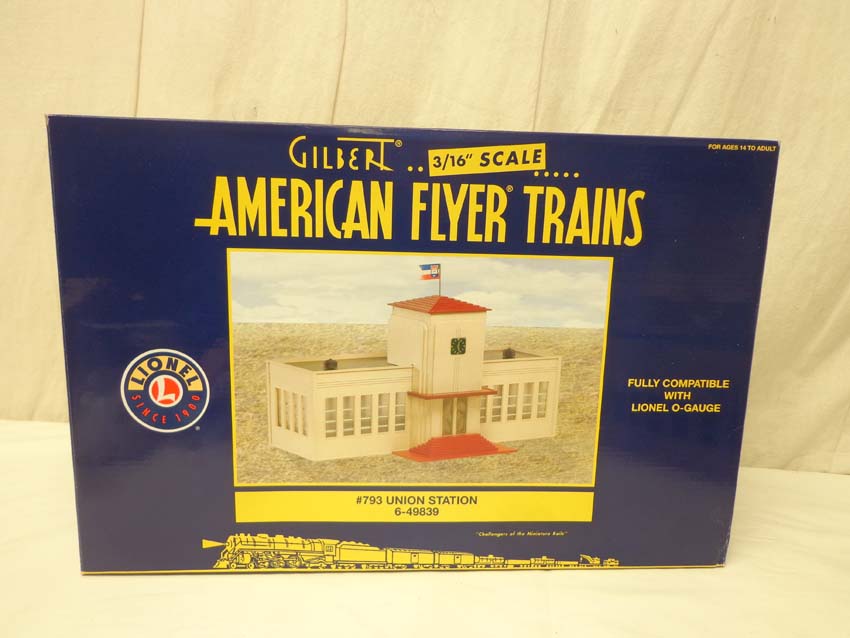 GILBERT®
3/16" SCALE
FOR AGES 14 TO ADULT
AMERICAN FLYER® TRAINS
LIONEL
L
SINCE 1900
®
FULLY COMPATIBLE
WITH
LIONEL O-GAUGE
#793 UNION STATION
6-49839
"Challengers of the Miniature Rails"